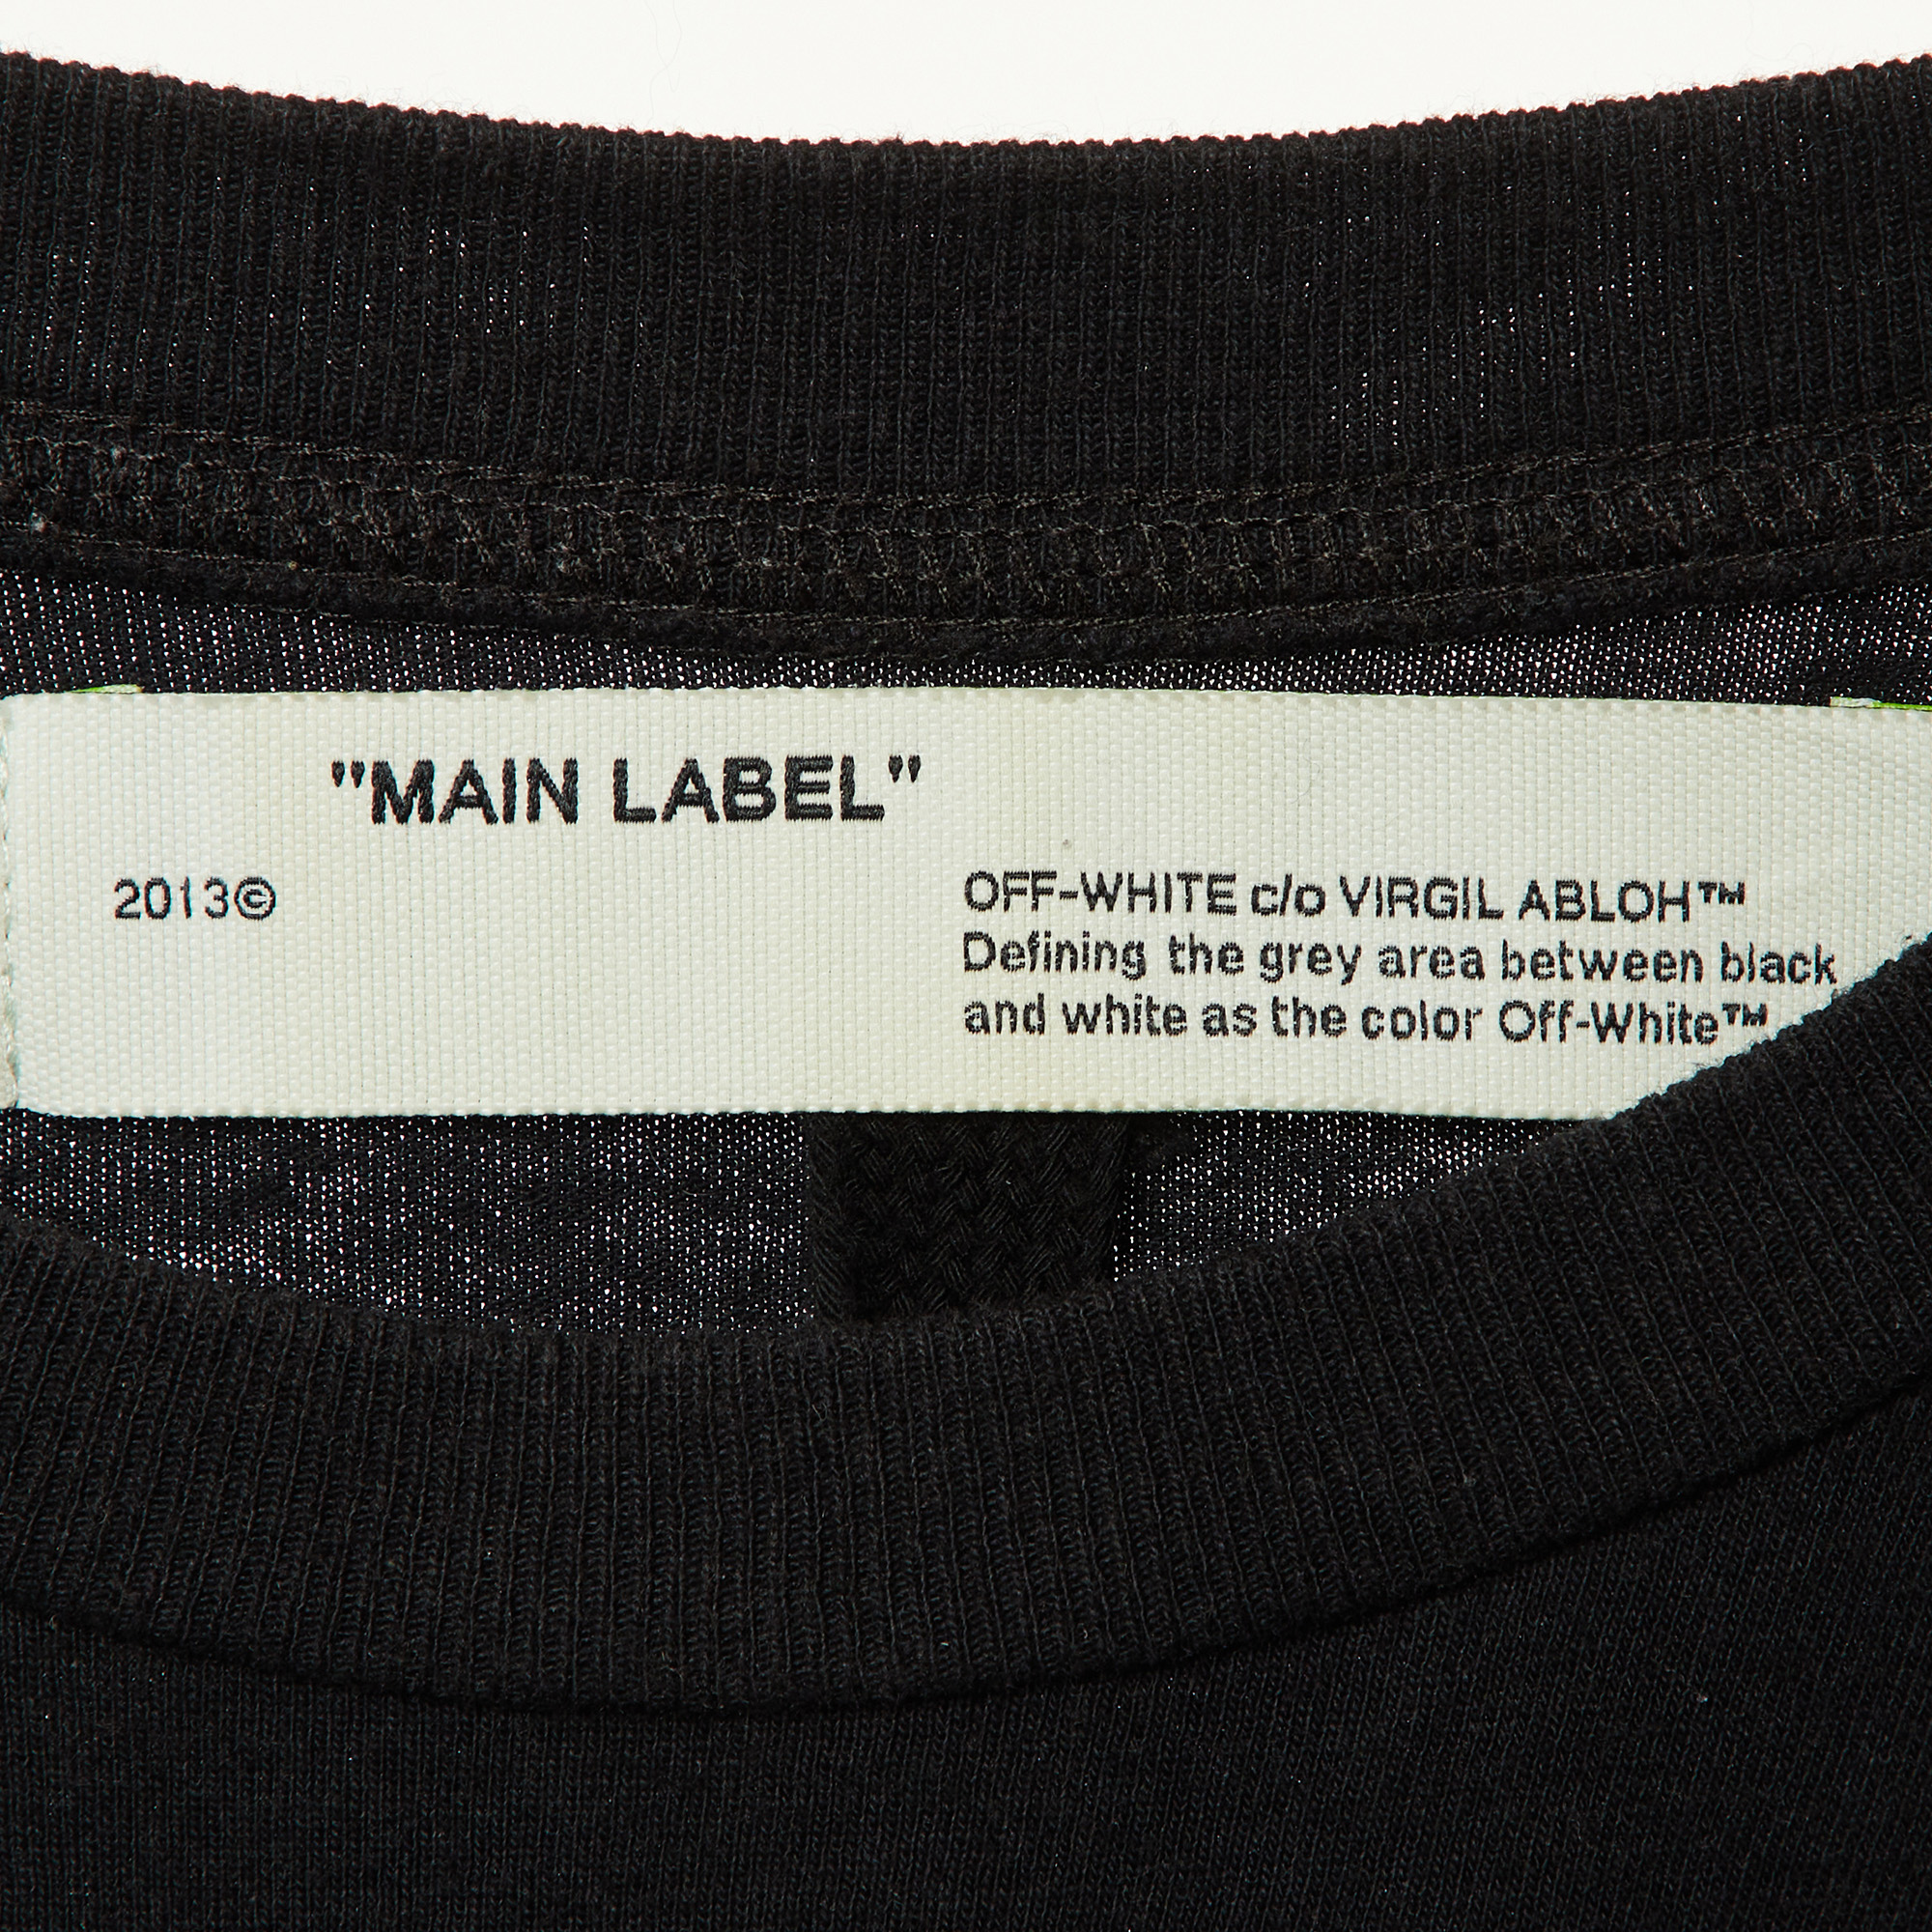 "MAIN LABEL"
2013©
OFF-WHITE c/o VIRGIL ABLOH™
Defining the grey area between black
and white as the color Off-White™